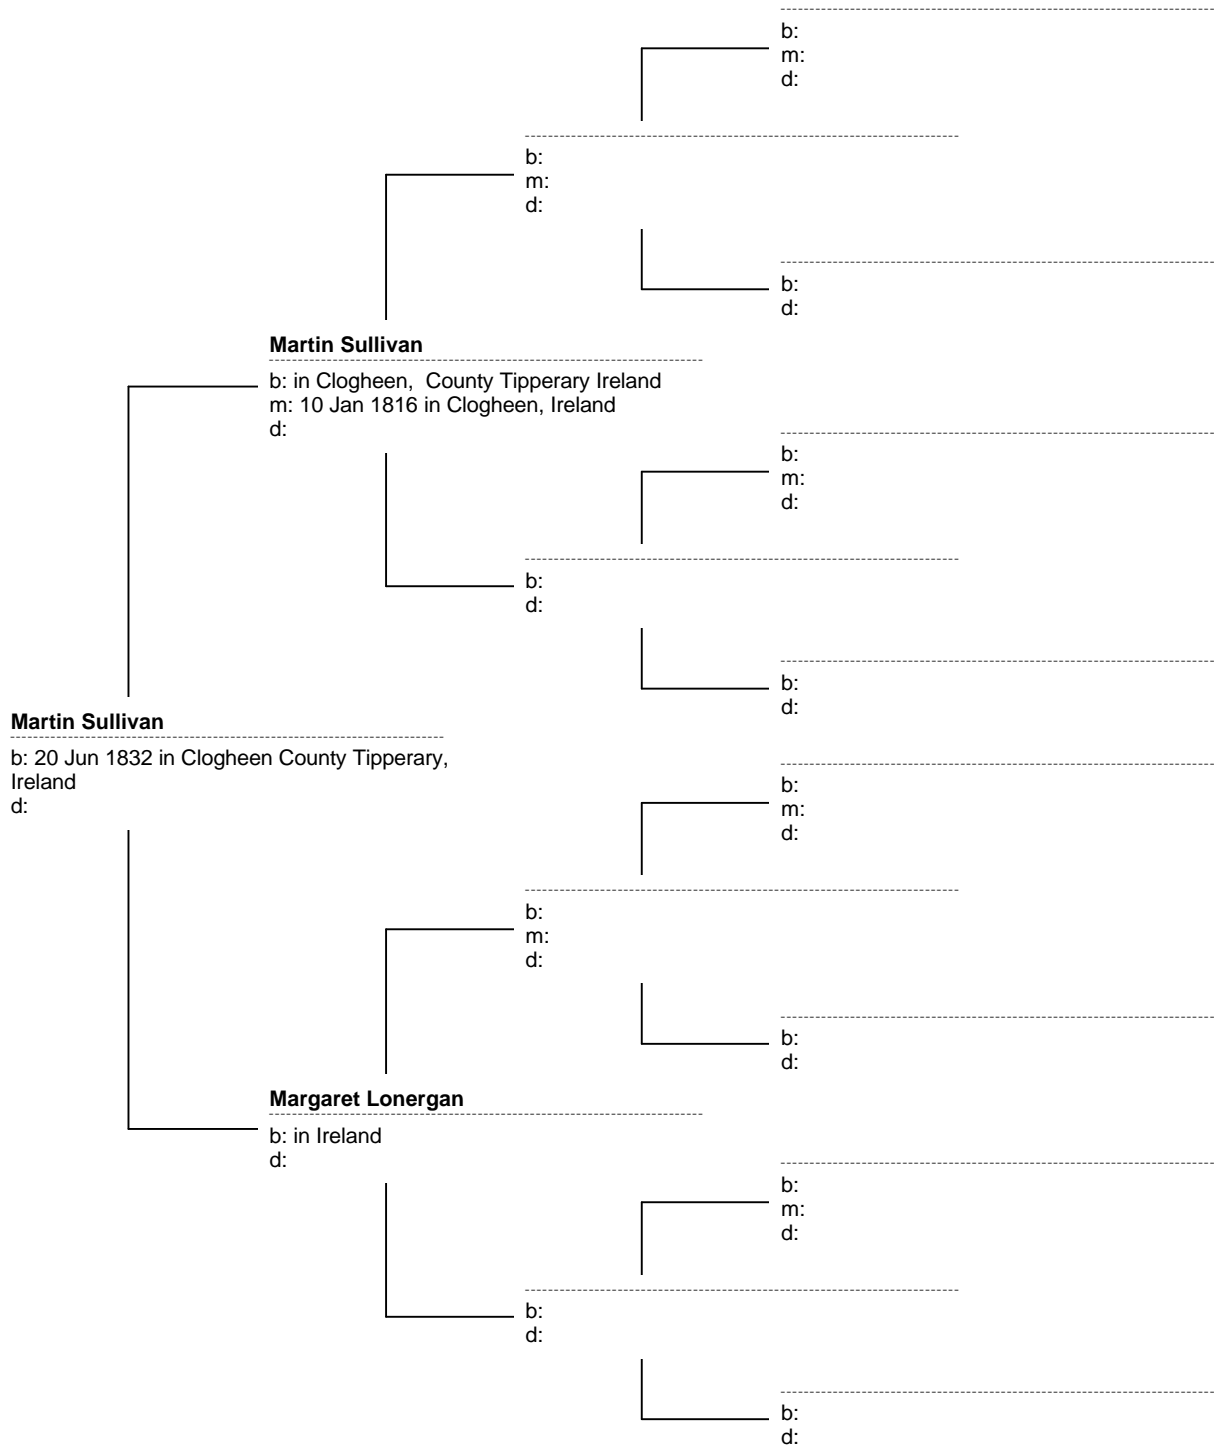 b:
m:
d:
b:
m:
d:
b:
d:
Martin Sullivan
b: in Clogheen,  County Tipperary Ireland
m: 10 Jan 1816 in Clogheen, Ireland
d:
b:
m:
d:
b:
d:
b:
d:
Martin Sullivan
b: 20 Jun 1832 in Clogheen County Tipperary,
Ireland
d:
b:
m:
d:
b:
m:
d:
b:
d:
Margaret Lonergan
b: in Ireland
d:
b:
m:
d:
b:
d:
b:
d: